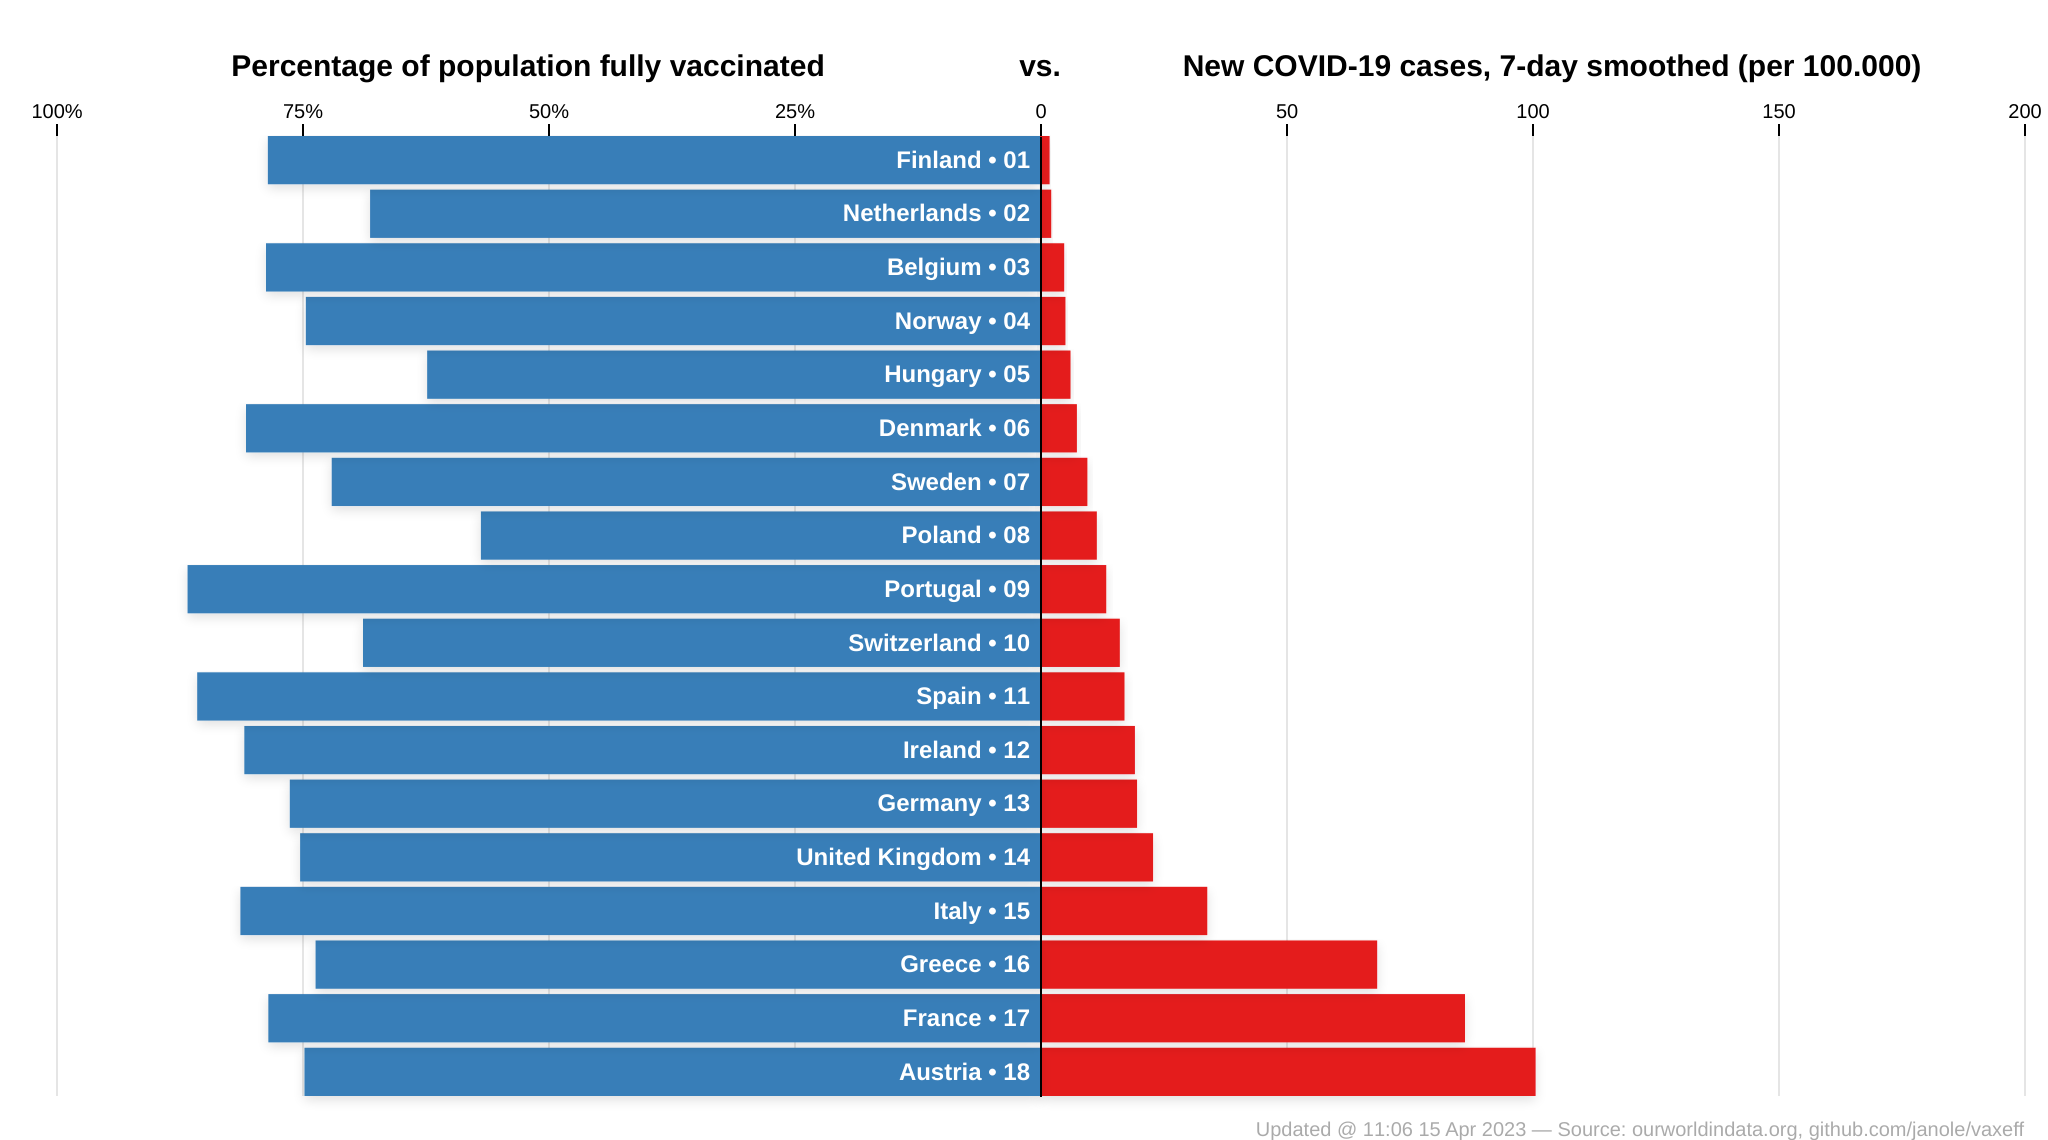 Percentage of population fully vaccinated vs. New COVID-19 cases, 7-day smoothed (per 100.000)
100% 75% 50% 25% 0 50 100 150 200
Finland • 01
Netherlands • 02
Belgium • 03
Norway • 04
Hungary • 05
Denmark • 06
Sweden • 07
Poland • 08
Portugal • 09
Switzerland • 10
Spain • 11
Ireland • 12
Germany • 13
United Kingdom • 14
Italy • 15
Greece • 16
France • 17
Austria • 18
Updated @ 11:06 15 Apr 2023 — Source: ourworldindata.org, github.com/janole/vaxeff